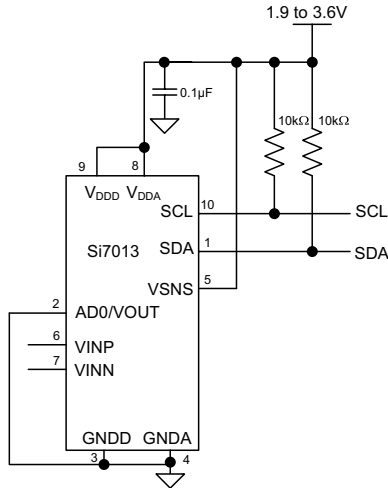 1.9 to 3.6V
0.1µF
10kΩ 10kΩ
9 8
VDDD VDDA
SCL 10 SCL
Si7013
SDA 1 SDA
VSNS 5
2 AD0/VOUT
6 VINP
7 VINN
GNDD GNDA
3 4